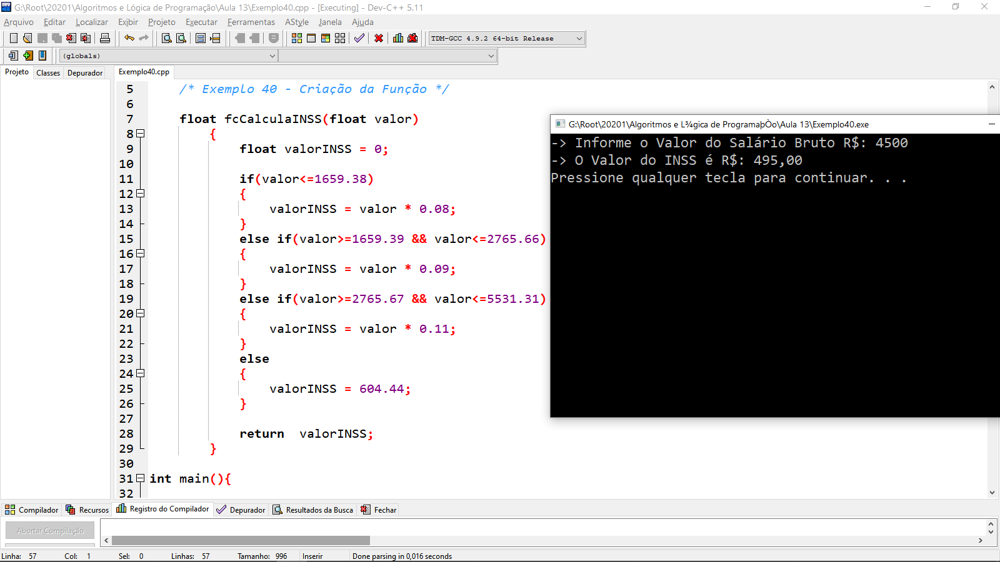 G:\Root\20201\Algoritmos e Lógica de Programação\Aula 13\Exemplo40.cpp - [Executing] - Dev-C++ 5.11
Arquivo Editar Localizar Exibir Projeto Executar Ferramentas AStyle Janela Ajuda
TDM-GCC 4.9.2 64-bit Release
(globals)
Projeto Classes Depurador
Exemplo40.cpp
5 /* Exemplo 40 - Criação da Função */
6
7 float fcCalculaINSS(float valor)
8 {
9 float valorINSS = 0;
10
11 if(valor<=1659.38)
12 {
13 valorINSS = valor * 0.08;
14 }
15 else if(valor>=1659.39 && valor<=2765.66)
16 {
17 valorINSS = valor * 0.09;
18 }
19 else if(valor>=2765.67 && valor<=5531.31)
20 {
21 valorINSS = valor * 0.11;
22 }
23 else
24 {
25 valorINSS = 604.44;
26 }
27
28 return  valorINSS;
29 }
30
31 int main(){
32
G:\Root\20201\Algoritmos e L¾gica de ProgramaþÒo\Aula 13\Exemplo40.exe
-> Informe o Valor do Salário Bruto R$: 4500
-> O Valor do INSS é R$: 495,00
Pressione qualquer tecla para continuar. . .
Compilador Recursos Registro do Compilador Depurador Resultados da Busca Fechar
Abortar Compilação
Linha: 57 Col: 1 Sel: 0 Linhas: 57 Tamanho: 996 Inserir Done parsing in 0,016 seconds